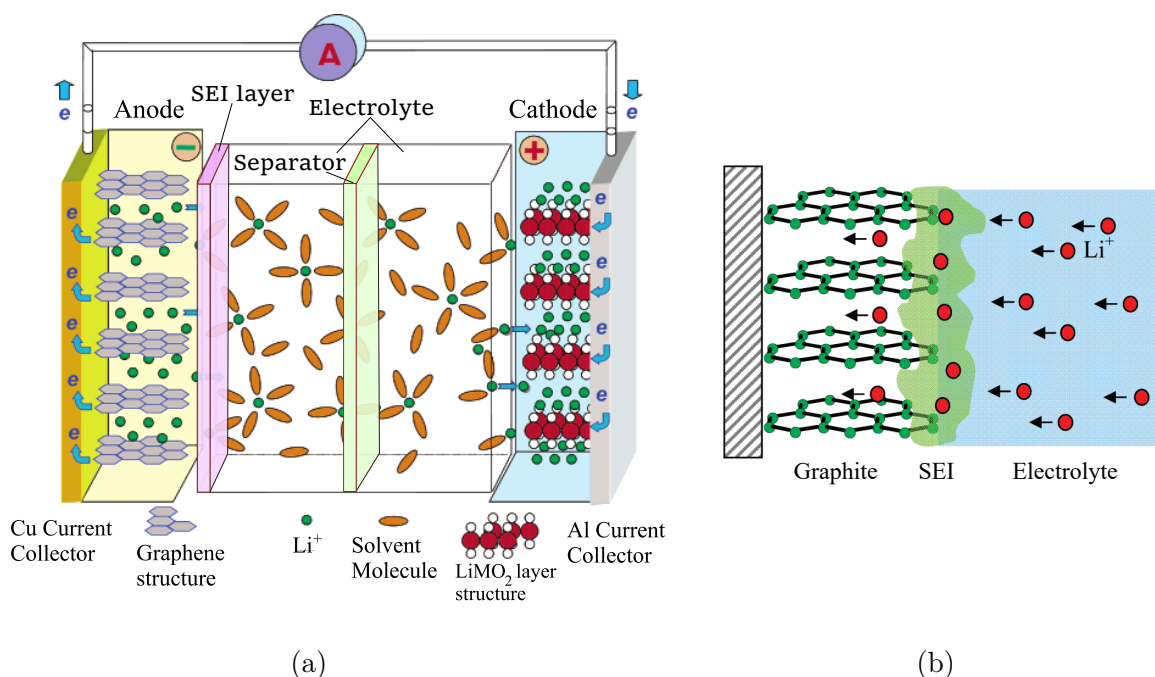 A
SEI layer
e
Anode
Electrolyte
Cathode
e
−
Separator
+
e
e
e
e
e
e
e
e
e
e
Cu Current
Collector
Graphene
structure
Li+
Solvent
Molecule
LiMO2 layer
structure
Al Current
Collector
(a)
Li+
Graphite
SEI
Electrolyte
(b)